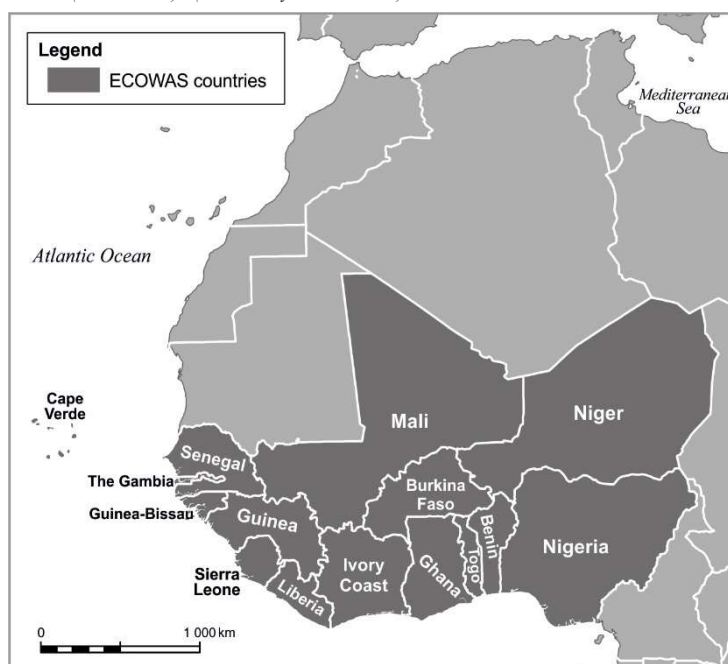 Legend
ECOWAS countries
Mediterranean
Sea
Atlantic Ocean
Cape
Verde
Mali
Niger
Senegal
The Gambia
Burkina
Faso
Guinea-Bissau
Guinea
Benin
Nigeria
Ivory
Coast
Ghana
Togo
Sierra
Leone
Liberia
0
1 000 km